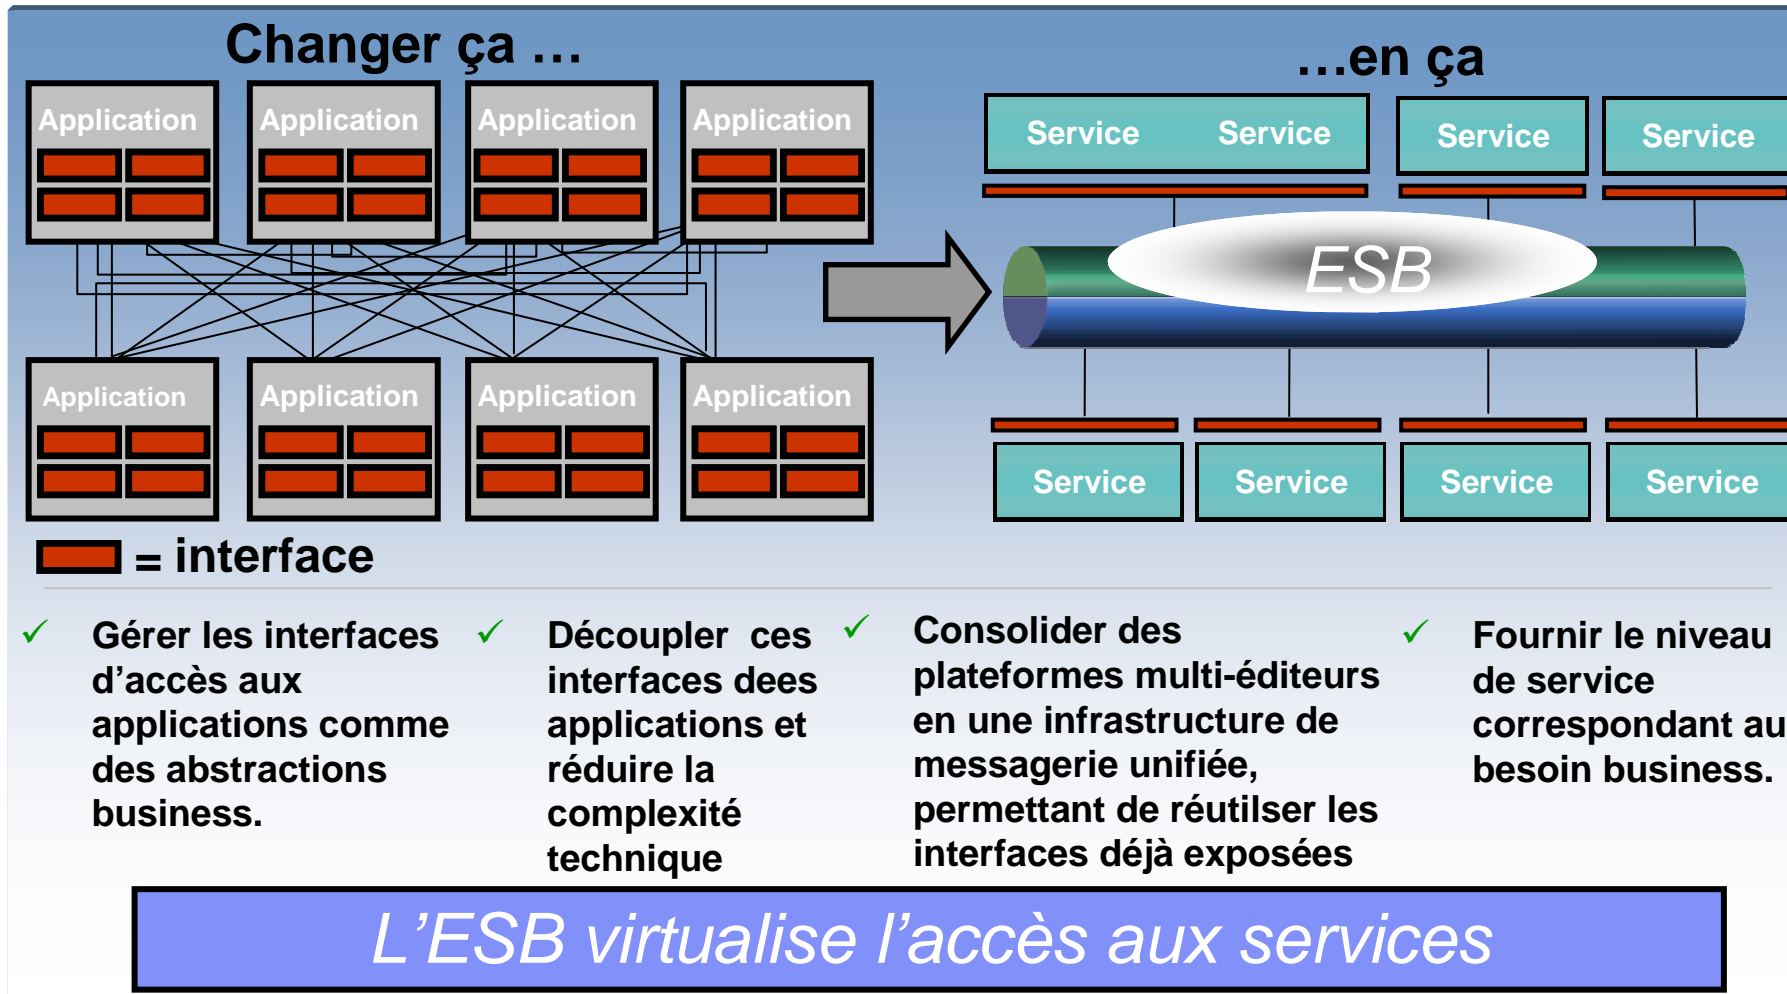 Changer ça …
…en ça
Application
Application
Application
Application
Service
Service
Service
Service
ESB
Application
Application
Application
Application
Service
Service
Service
Service
= interface
✓ Gérer les interfaces
d’accès aux
applications comme
des abstractions
business.
✓ Découpler ces
interfaces dees
applications et
réduire la
complexité
technique
✓ Consolider des
plateformes multi-éditeurs
en une infrastructure de
messagerie unifiée,
permettant de réutilser les
interfaces déjà exposées
✓ Fournir le niveau
de service
correspondant au
besoin business.
L’ESB virtualise l’accès aux services